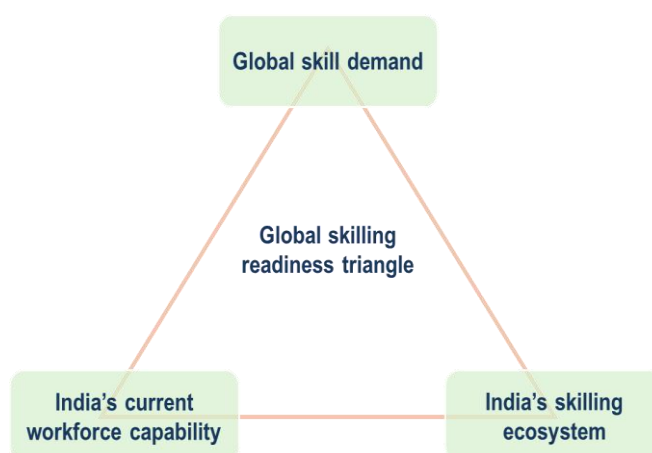 Global skill demand
Global skilling
readiness triangle
India’s current
workforce capability
India’s skilling
ecosystem